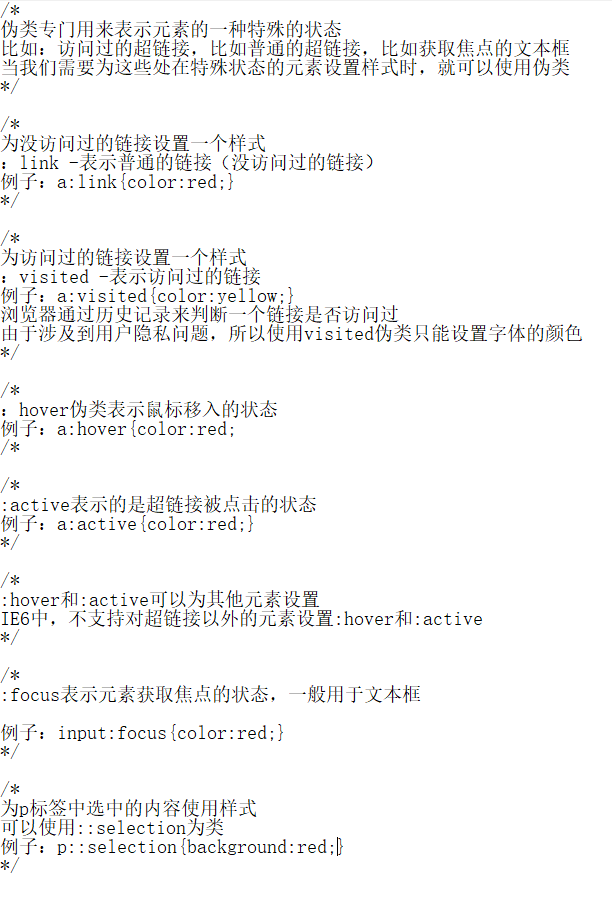 /*
伪类专门用来表示元素的一种特殊的状态
比如：访问过的超链接，比如普通的超链接，比如获取焦点的文本框
当我们需要为这些处在特殊状态的元素设置样式时，就可以使用伪类
*/
/*
为没访问过的链接设置一个样式
：link -表示普通的链接（没访问过的链接）
例子：a:link{color:red;}
*/
/*
为访问过的链接设置一个样式
：visited -表示访问过的链接
例子：a:visited{color:yellow;}
浏览器通过历史记录来判断一个链接是否访问过
由于涉及到用户隐私问题，所以使用visited伪类只能设置字体的颜色
*/
/*
：hover伪类表示鼠标移入的状态
例子：a:hover{color:red;
/*
/*
:active表示的是超链接被点击的状态
例子：a:active{color:red;}
*/
/*
:hover和:active可以为其他元素设置
IE6中，不支持对超链接以外的元素设置:hover和:active
*/
/*
:focus表示元素获取焦点的状态，一般用于文本框
例子：input:focus{color:red;}
*/
/*
为p标签中选中的内容使用样式
可以使用::selection为类
例子：p::selection{background:red;}
*/